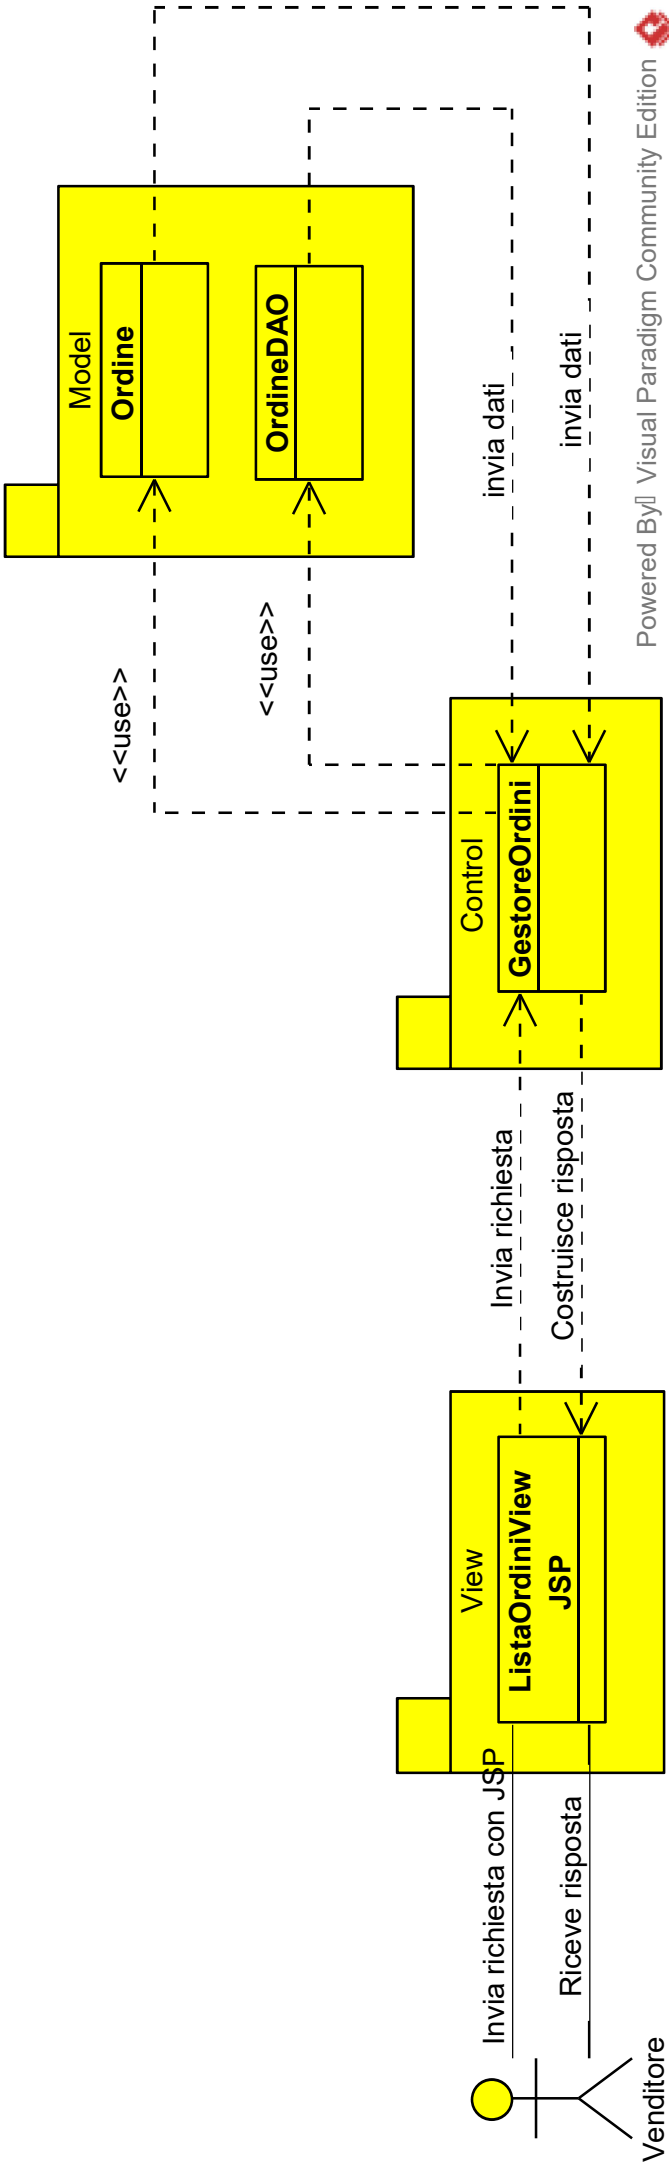 Model
Ordine
OrdineDAO
<<use>>
<<use>>
invia dati
invia dati
Control
GestoreOrdini
Invia richiesta
Costruisce risposta
View
ListaOrdiniView
JSP
Invia richiesta con JSP
Riceve risposta
Venditore
Powered By Visual Paradigm Community Edition